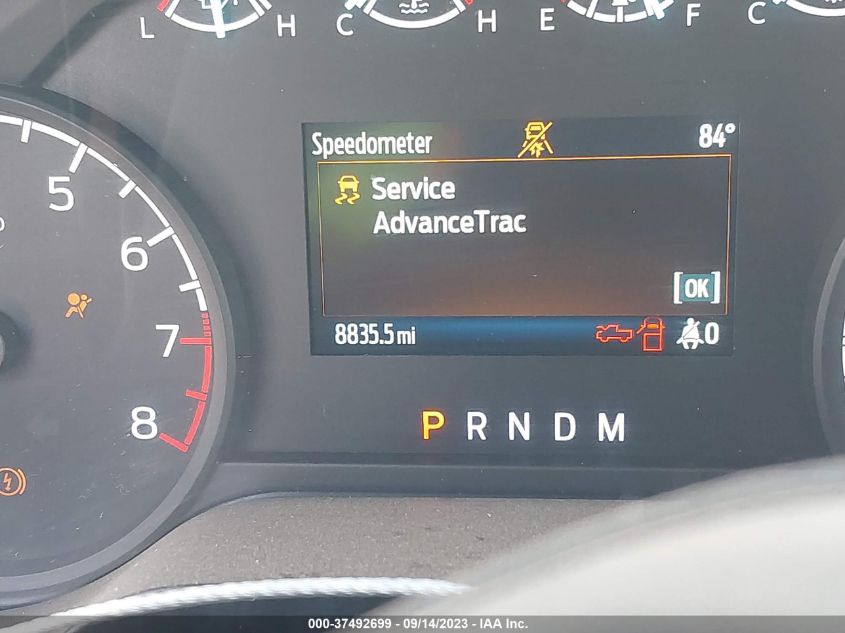 L H C H E F C
Speedometer 84°
5
Service
AdvanceTrac
6
[OK]
7
8835.5 mi 0
8
P R N D M
000-37492699 - 09/14/2023 - IAA Inc.